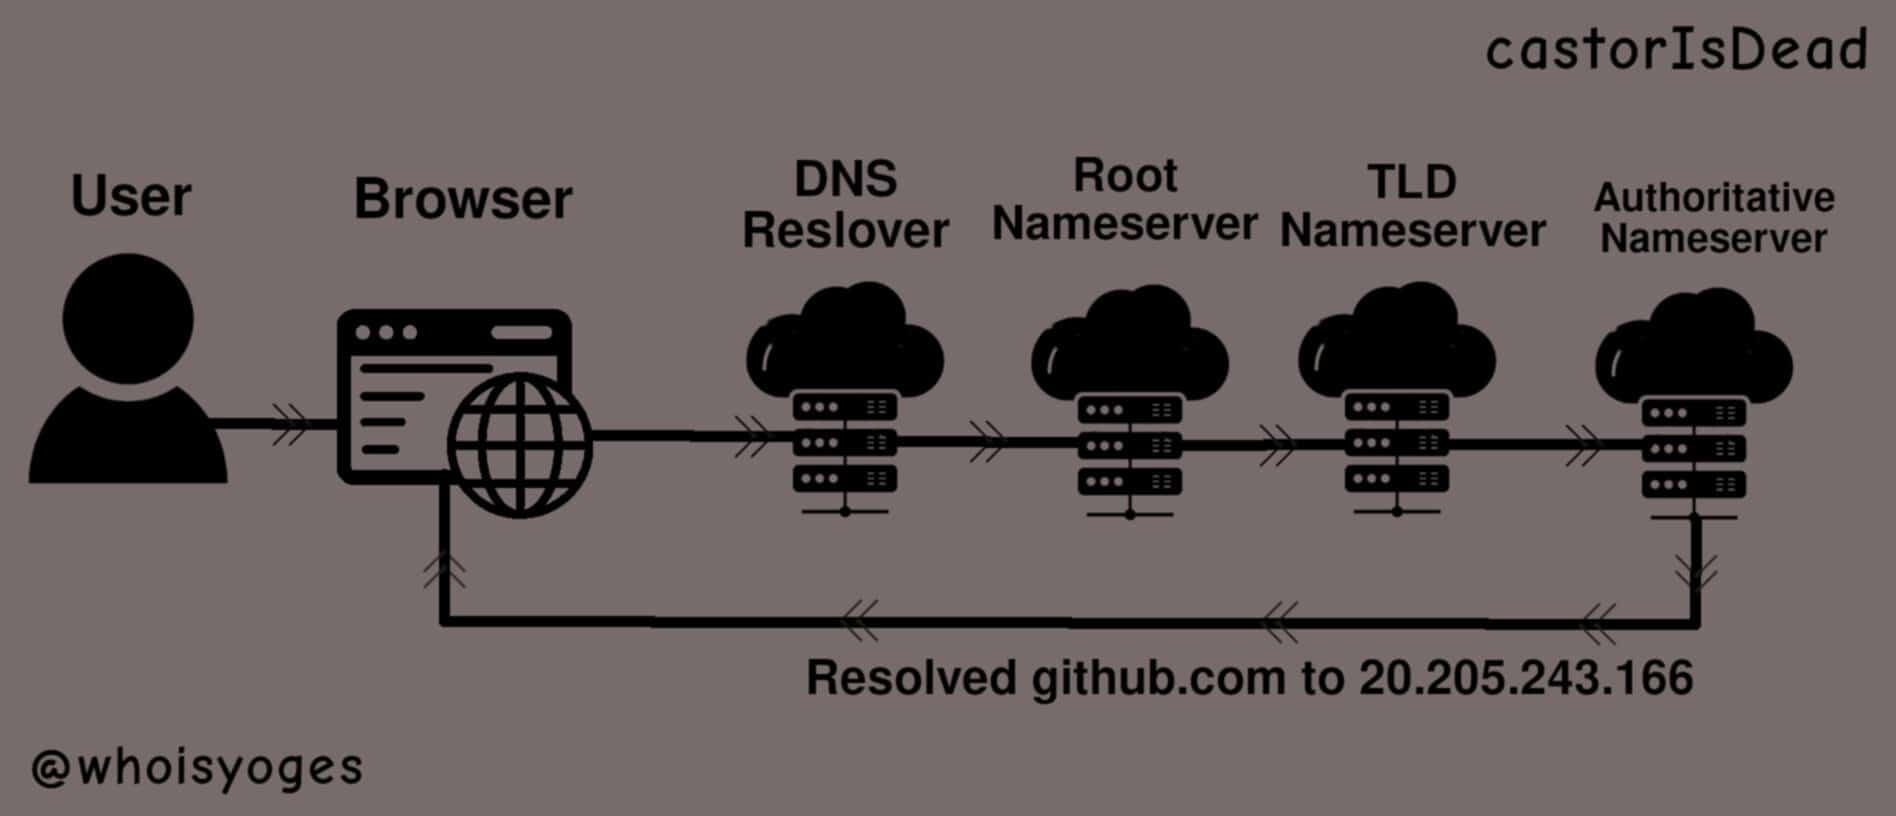 castorIsDead
User
Browser
DNS
Reslover
Root
Nameserver
TLD
Nameserver
Authoritative
Nameserver
Resolved github.com to 20.205.243.166
@whoisyoges